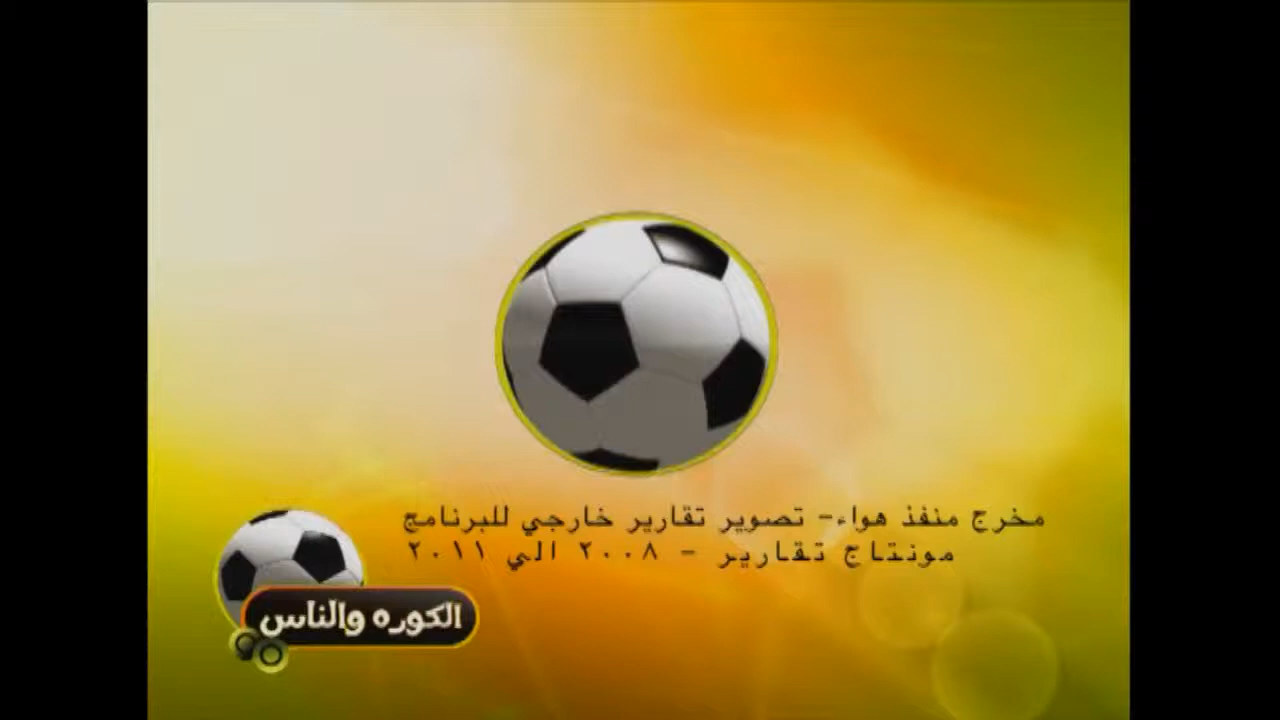 مخرج منفذ هواء- تصوير تقارير خارجي للبرنامج
مونتاج تقارير - ٢٠٠٨ الي ٢٠١١
الكوره والناس